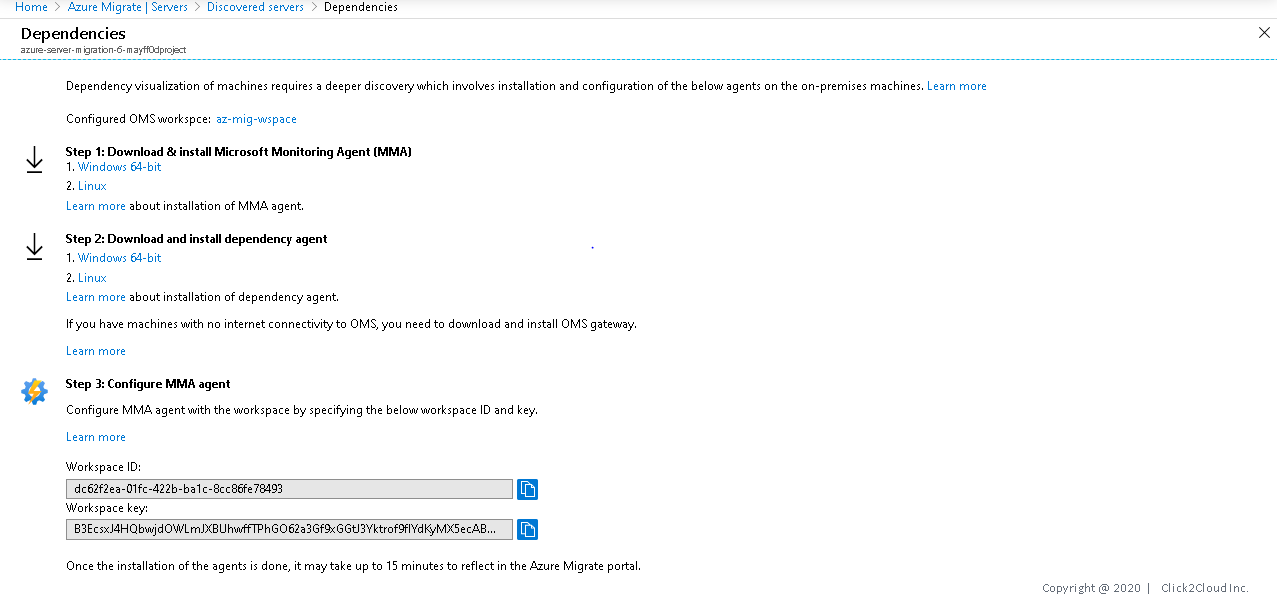 Home > Azure Migrate | Servers > Discovered servers > Dependencies
Dependencies
azure-server-migration-6-mayff0dproject
Dependency visualization of machines requires a deeper discovery which involves installation and configuration of the below agents on the on-premises machines. Learn more
Configured OMS workspce: az-mig-wspace
Step 1: Download & install Microsoft Monitoring Agent (MMA)
1. Windows 64-bit
2. Linux
Learn more about installation of MMA agent.
Step 2: Download and install dependency agent
1. Windows 64-bit
2. Linux
Learn more about installation of dependency agent.
If you have machines with no internet connectivity to OMS, you need to download and install OMS gateway.
Learn more
Step 3: Configure MMA agent
Configure MMA agent with the workspace by specifying the below workspace ID and key.
Learn more
Workspace ID:
dc62f2ea-01fc-422b-ba1c-8cc86fe78493
Workspace key:
B3EcsxJ4HQbwjdOWLmJXBUhwffTPhGO62a3Gf9xGGtJ3Yktrof9flYdKyMX5ecAB...
Once the installation of the agents is done, it may take up to 15 minutes to reflect in the Azure Migrate portal.
Copyright @ 2020 | Click2Cloud Inc.